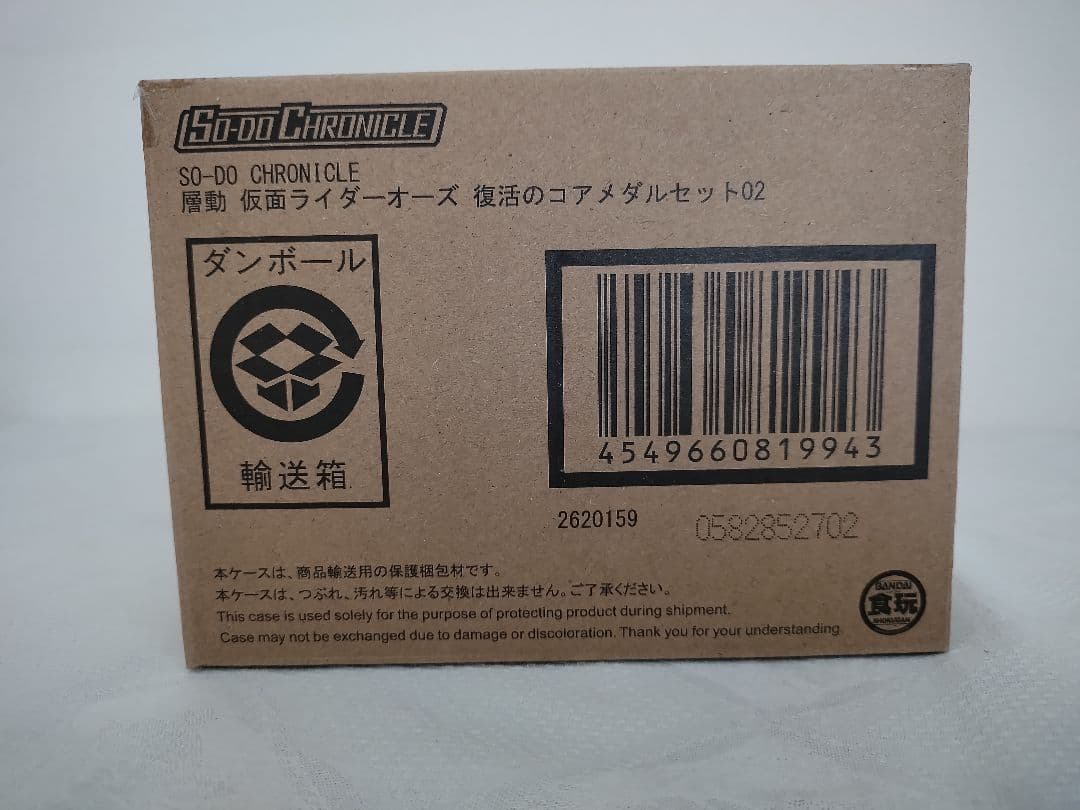 SO-DO CHRONICLE
SO-DO CHRONICLE
層動 仮面ライダーオーズ 復活のコアメダルセット02
ダンボール
輸送箱
4549660819943
2620159
0582852702
本ケースは、商品輸送用の保護梱包材です。
本ケースは、つぶれ、汚れ等による交換は出来ません。ご了承ください。
This case is used solely for the purpose of protecting product during shipment.
Case may not be exchanged due to damage or discoloration. Thank you for your understanding.
BANDAI
食玩
SHOKUGAN